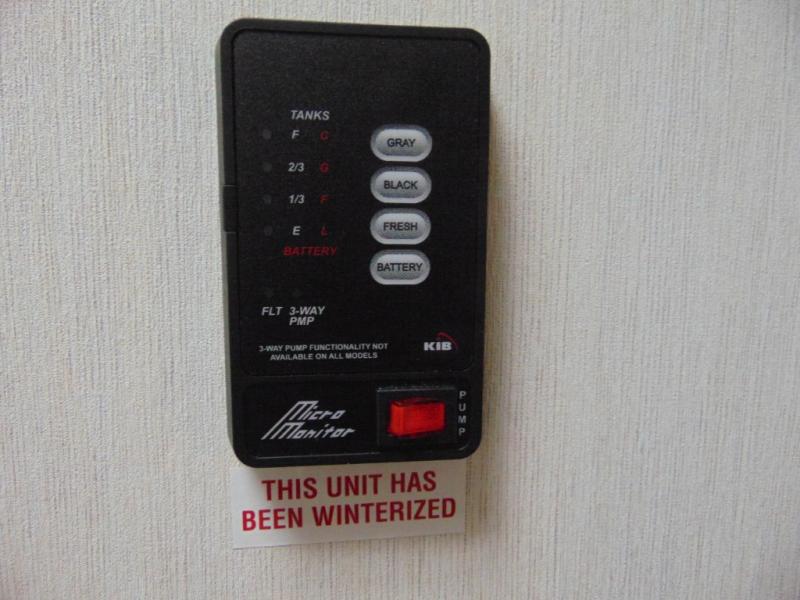 TANKS
F C GRAY
2/3 G BLACK
1/3 F FRESH
E L
BATTERY BATTERY
FLT 3-WAY
PMP
3-WAY PUMP FUNCTIONALITY NOT
AVAILABLE ON ALL MODELS
KIB
Micro
Monitor
PUMP
THIS UNIT HAS
BEEN WINTERIZED